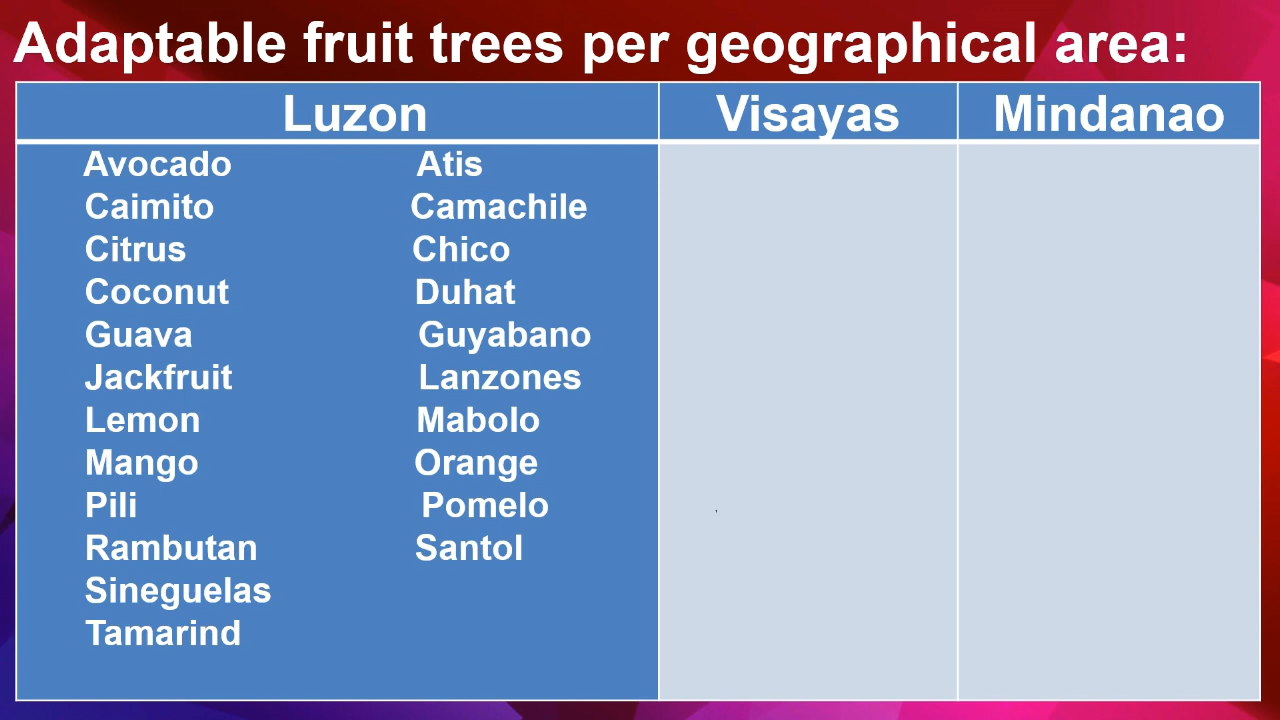 Adaptable fruit trees per geographical area:
Luzon Visayas Mindanao
Avocado Atis
Caimito Camachile
Citrus Chico
Coconut Duhat
Guava Guyabano
Jackfruit Lanzones
Lemon Mabolo
Mango Orange
Pili Pomelo
Rambutan Santol
Sineguelas
Tamarind
,